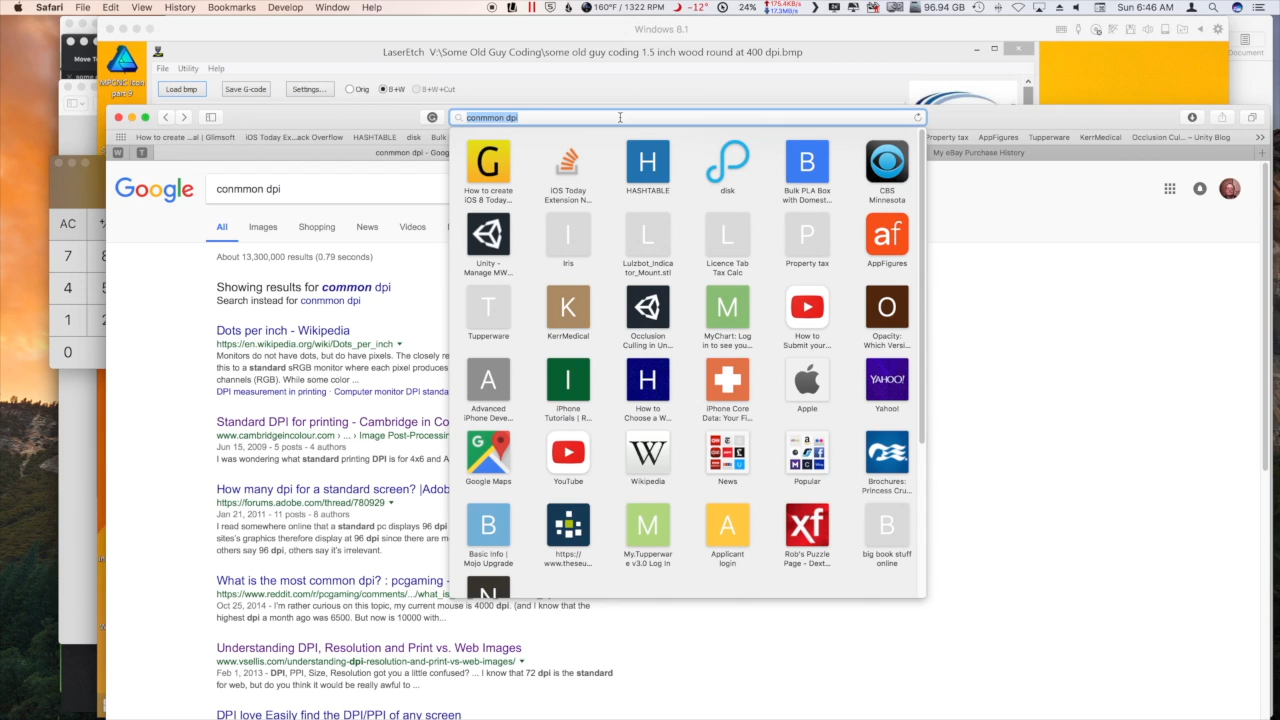 Safari File Edit View History Bookmarks Develop Window Help 160°F / 1322 RPM -12° 24% 175.4KB/s 17.3MB/s 96.94 GB Sun 6:46 AM
Windows 8.1
LaserEtch V:\Some Old Guy Coding\some old guy coding 1.5 inch wood round at 400 dpi.bmp
File Utility Help
Load bmp Save G-code Settings... Orig B+W B+W+Cut
Document
Move T
MPCNC Icon
part 9
conmmon dpi
How to create ...al | Glimsoft iOS Today Ex...ack Overflow HASHTABLE disk Bulk Property tax AppFigures Tupperware KerrMedical Occlusion Cul... – Unity Blog
conmmon dpi - Goog My eBay Purchase History
Google conmmon dpi
All Images Shopping News Videos
About 13,300,000 results (0.79 seconds)
Showing results for common dpi
Search instead for conmmon dpi
Dots per inch - Wikipedia
https://en.wikipedia.org/wiki/Dots_per_inch
Monitors do not have dots, but do have pixels. The closely re
this to a standard sRGB monitor where each pixel produces
channels (RGB). While some color ...
DPI measurement in printing · Computer monitor DPI standa
Standard DPI for printing - Cambridge in Co
www.cambridgeincolour.com › ... › Image Post-Processin
Jun 15, 2009 - 5 posts - 4 authors
I was wondering what standard printing DPI is for 4x6 and A
How many dpi for a standard screen? |Adob
https://forums.adobe.com/thread/780929
Jan 21, 2011 - 11 posts - 8 authors
I read somewhere online that a standard pc displays 96 dpi
sites's graphics therefore display at 96 dpi since there are m
others say 96 dpi, others say it's irrelevant.
What is the most common dpi? : pcgaming -
https://www.reddit.com/r/pcgaming/comments/.../what_is_
Oct 25, 2014 - I'm rather curious on this topic, my current mouse is 4000 dpi. (and I know that the
highest dpi a month ago was 6500. But now is 10000 with...
Understanding DPI, Resolution and Print vs. Web Images
www.vsellis.com/understanding-dpi-resolution-and-print-vs-web-images/
Feb 1, 2013 - DPI, PPI, Size, Resolution got you a little confused? ... I know that 72 dpi is the standard
for web, but do you think it would be really awful to ...
DPI love Easily find the DPI/PPI of any screen
G H B
How to create iOS 8 Today...
iOS Today Extension N...
HASHTABLE
disk
Bulk PLA Box with Domest...
CBS Minnesota
I L L P af
Unity - Manage MW...
Iris
Lulzbot_Indica tor_Mount.stl
Licence Tab Tax Calc
Property tax
AppFigures
T K M O
Tupperware
KerrMedical
Occlusion Culling in Un...
MyChart: Log in to see you...
How to Submit your...
Opacity: Which Versi...
A I H YAHOO!
Advanced iPhone Deve...
iPhone Tutorials | R...
How to Choose a W...
iPhone Core Data: Your Fi...
Apple
Yahoo!
G W
Google Maps
YouTube
Wikipedia
News
Popular
Brochures: Princess Cru...
B M A xf B
Basic Info | Mojo Upgrade
https:// www.theseu...
My.Tupperwar e v3.0 Log In
Applicant login
Rob's Puzzle Page - Dext...
big book stuff online
N
AC
7 8
4 5
1 2
0
W T